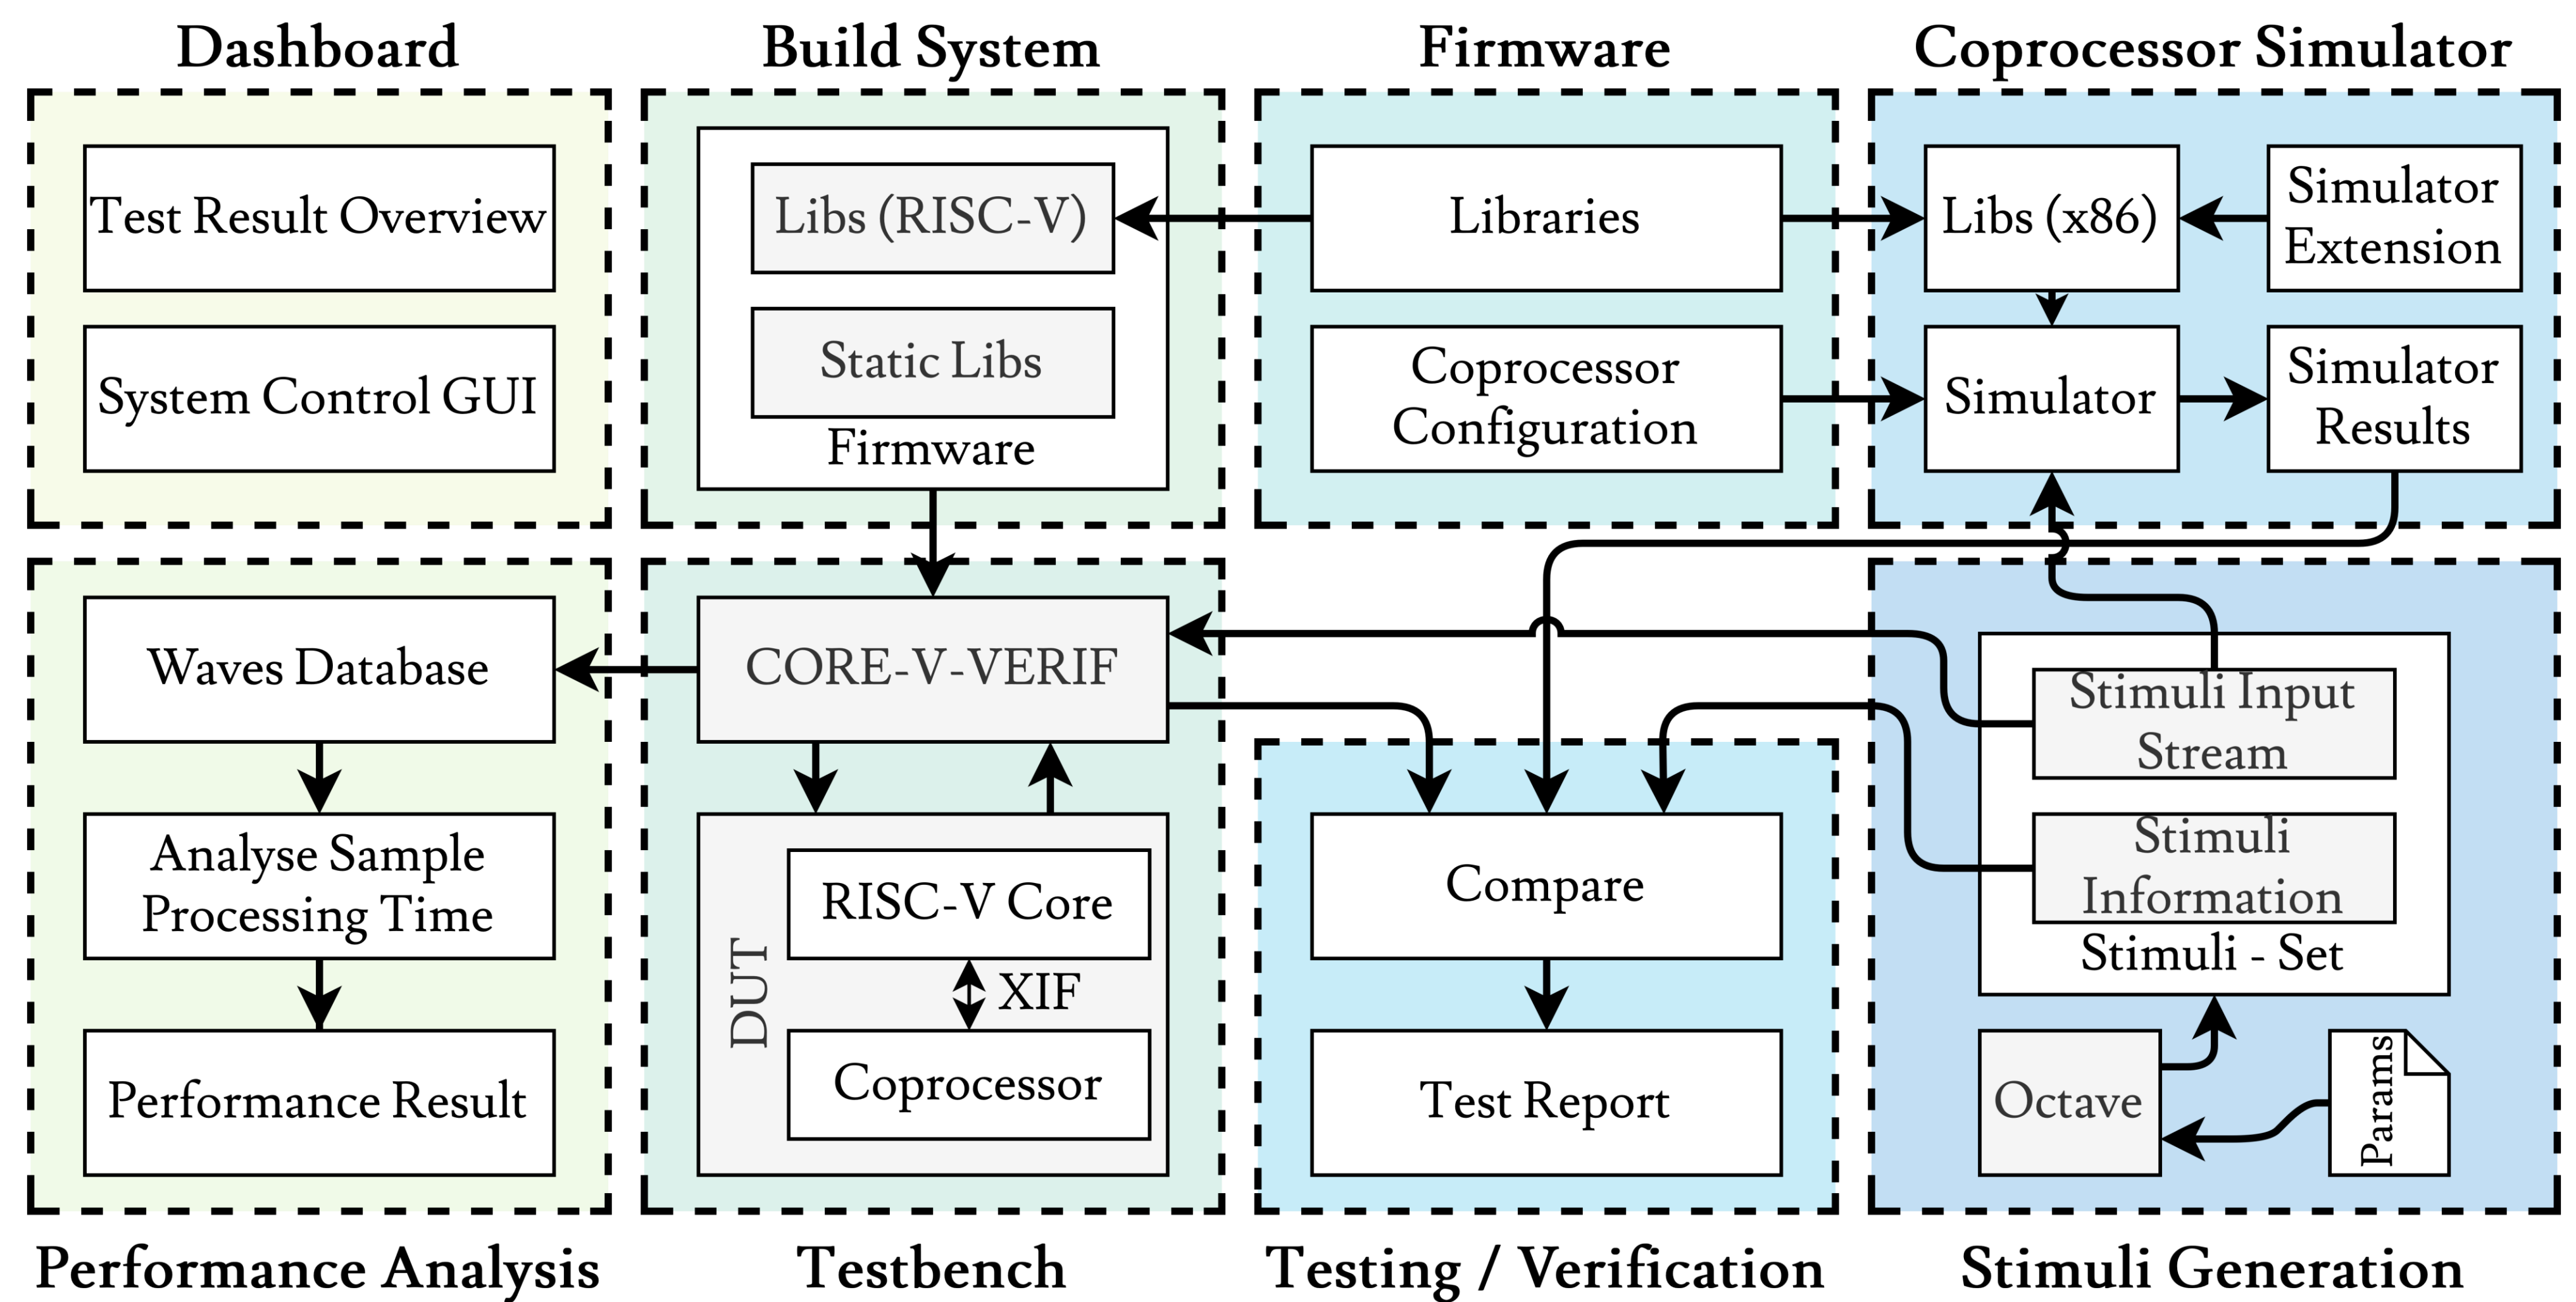 Dashboard
Test Result Overview
System Control GUI
Build System
Libs (RISC-V)
Static Libs
Firmware
Firmware
Libraries
Coprocessor
Configuration
Coprocessor Simulator
Libs (x86)
Simulator
Extension
Simulator
Simulator
Results
Waves Database
Analyse Sample
Processing Time
Performance Result
Performance Analysis
CORE-V-VERIF
DUT
RISC-V Core
XIF
Coprocessor
Testbench
Compare
Test Report
Testing / Verification
Stimuli Input
Stream
Stimuli
Information
Stimuli - Set
Octave
Params
Stimuli Generation